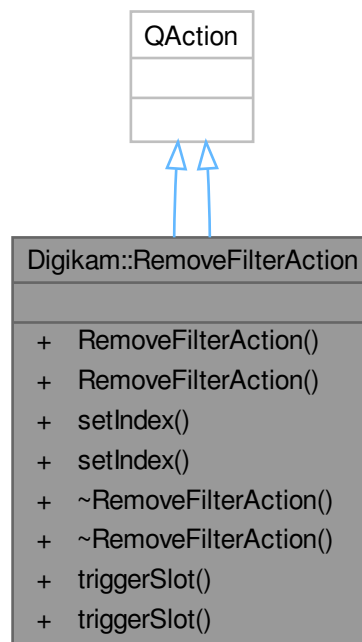 QAction
Digikam::RemoveFilterAction
+ RemoveFilterAction()
+ RemoveFilterAction()
+ setIndex()
+ setIndex()
+ ~RemoveFilterAction()
+ ~RemoveFilterAction()
+ triggerSlot()
+ triggerSlot()